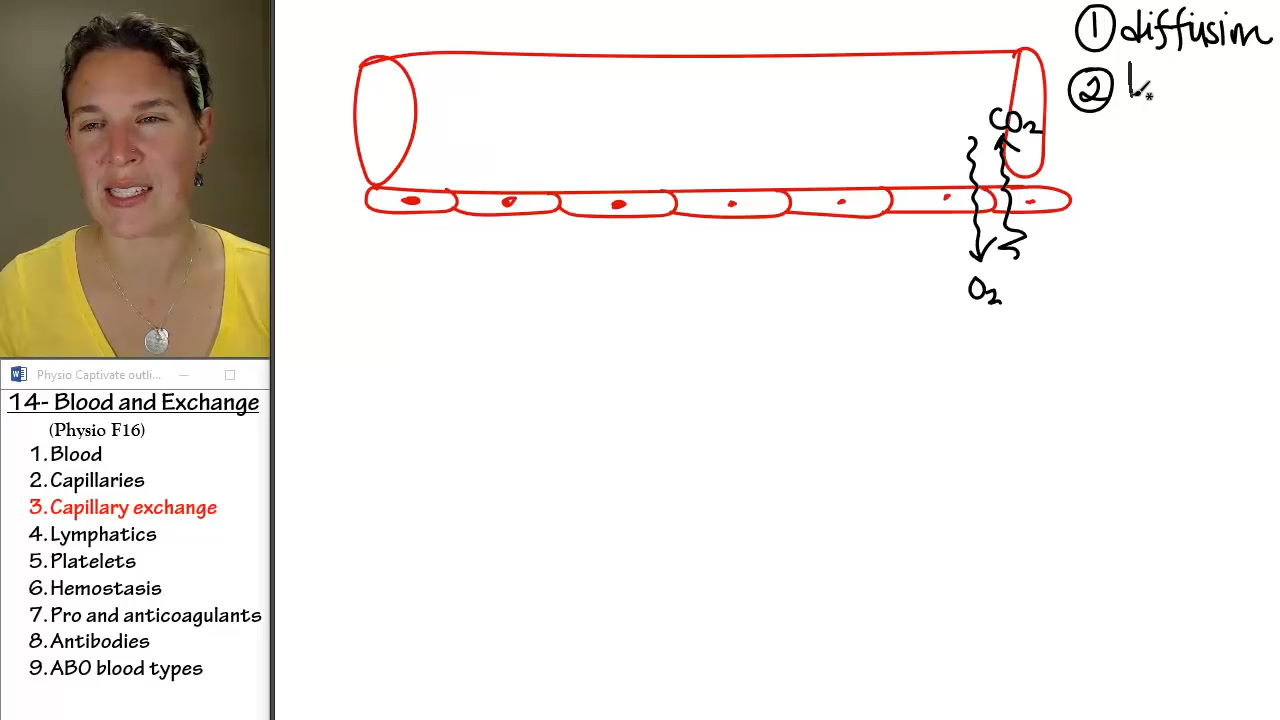 ① diffusion
②
CO₂
O₂
Physio Captivate outli...
14- Blood and Exchange
(Physio F16)
1. Blood
2. Capillaries
3. Capillary exchange
4. Lymphatics
5. Platelets
6. Hemostasis
7. Pro and anticoagulants
8. Antibodies
9. ABO blood types